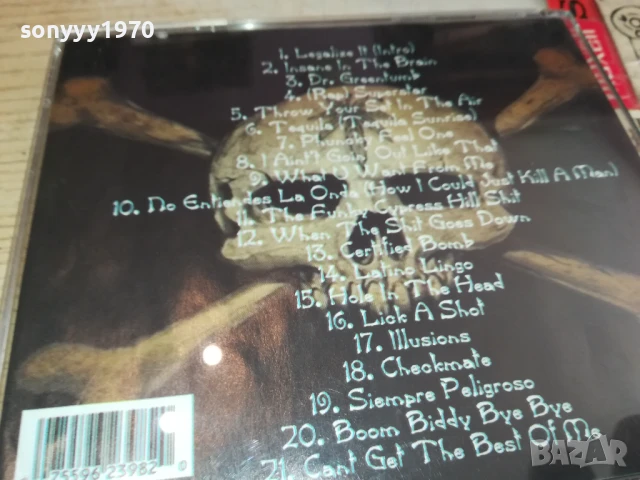 sonyyy1970
1. Legalize It (Intro)
2. Insane In The Brain
3. Dr. Greentumb
4. (Rap) Superstar
5. Throw Your Set In The Air
6. Tequila (Tequila Sunrise)
7. Phunky Feel One
8. I Ain't Goin' Out Like That
9. What U Want From Me
10. No Entiendes La Onda (How I Could Just Kill A Man)
11. The Funky Cypress Hill Shit
12. When The Shit Goes Down
13. Certified Bomb
14. Latino Lingo
15. Hole In The Head
16. Lick A Shot
17. Illusions
18. Checkmate
19. Siempre Peligroso
20. Boom Biddy Bye Bye
21. Cant Get The Best Of Me
75596 23982
BAZAR